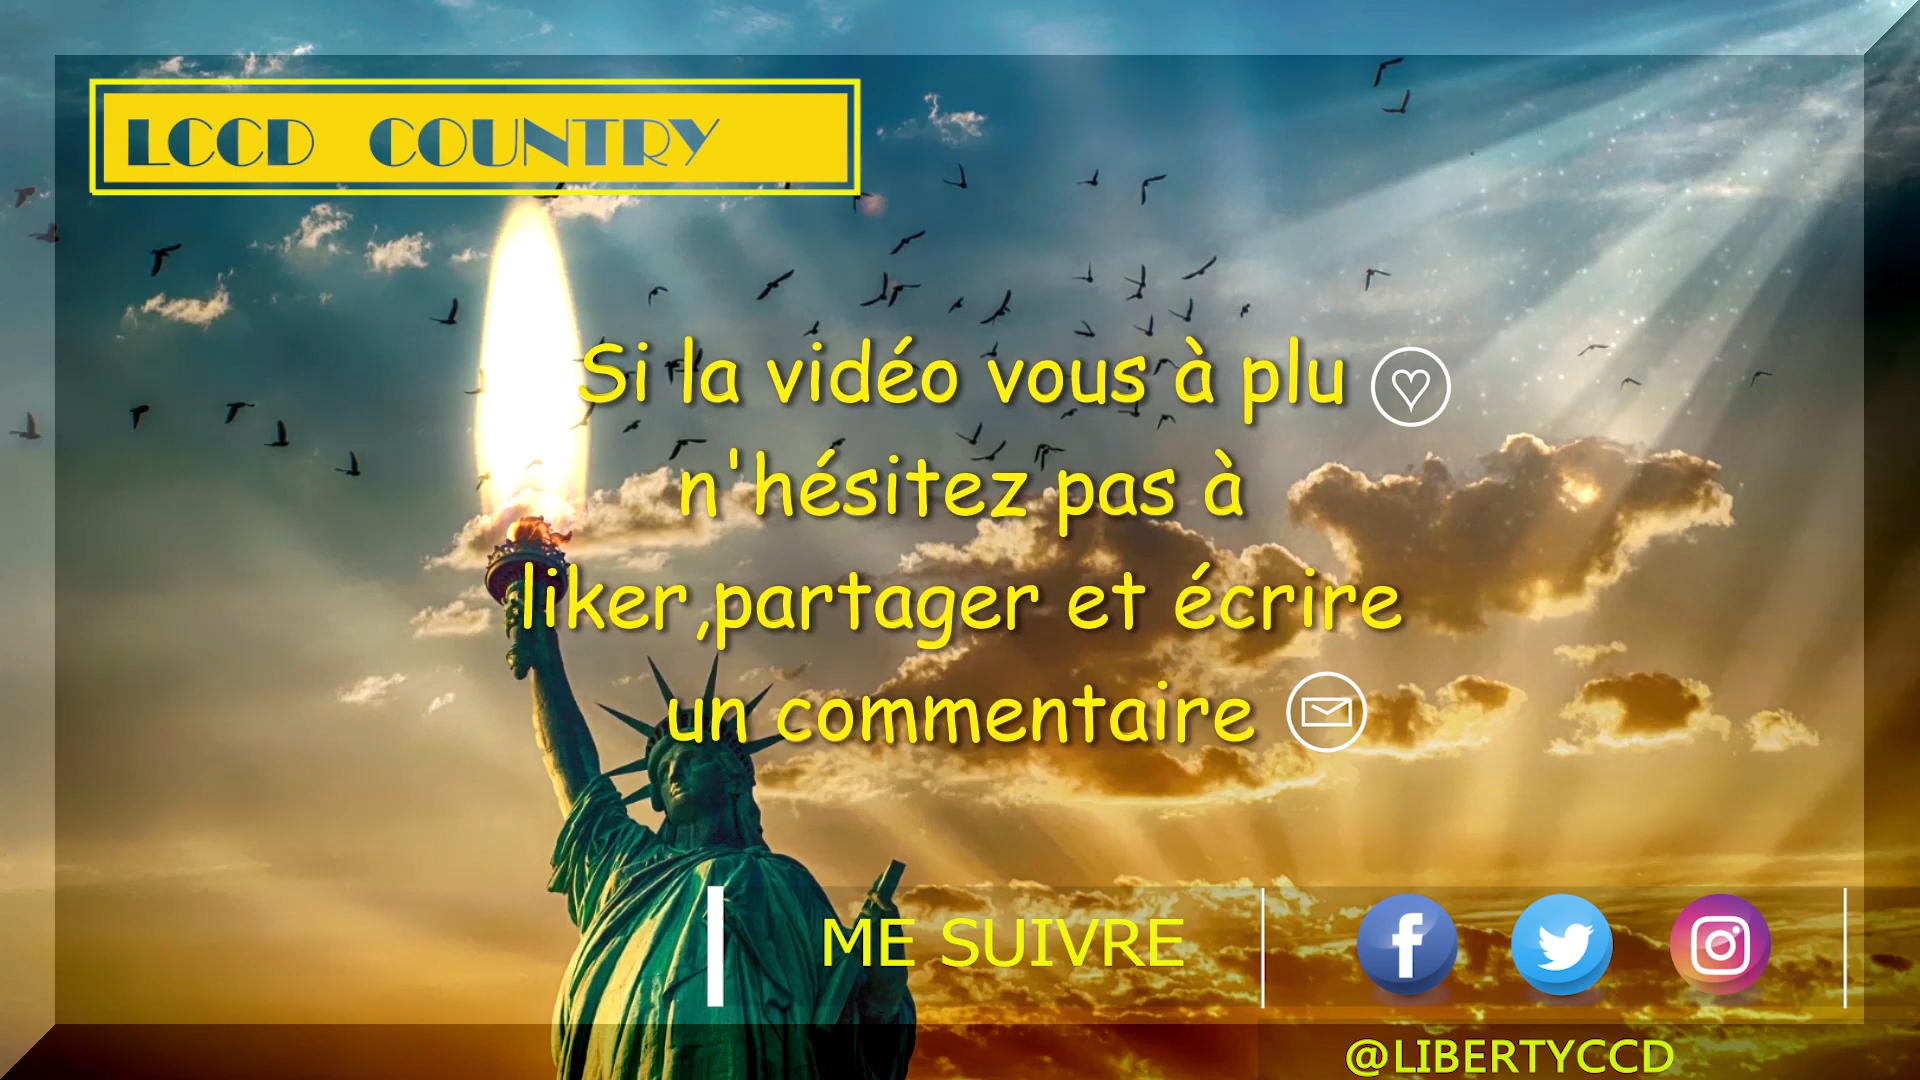 LCCD COUNTRY
Si la vidéo vous à plu
n'hésitez pas à
liker,partager et écrire
un commentaire
ME SUIVRE
@LIBERTYCCD